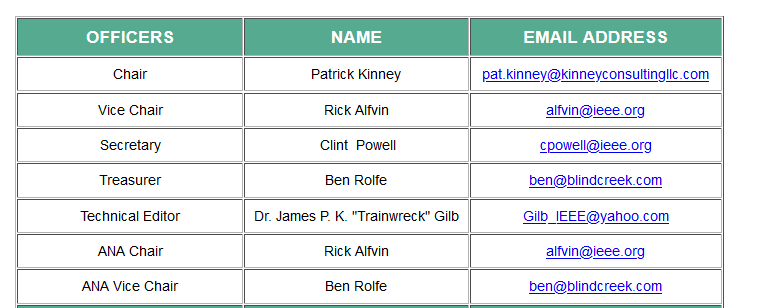 OFFICERS NAME EMAIL ADDRESS
Chair Patrick Kinney pat.kinney@kinneyconsultingllc.com
Vice Chair Rick Alfvin alfvin@ieee.org
Secretary Clint Powell cpowell@ieee.org
Treasurer Ben Rolfe ben@blindcreek.com
Technical Editor Dr. James P. K. "Trainwreck" Gilb Gilb_IEEE@yahoo.com
ANA Chair Rick Alfvin alfvin@ieee.org
ANA Vice Chair Ben Rolfe ben@blindcreek.com